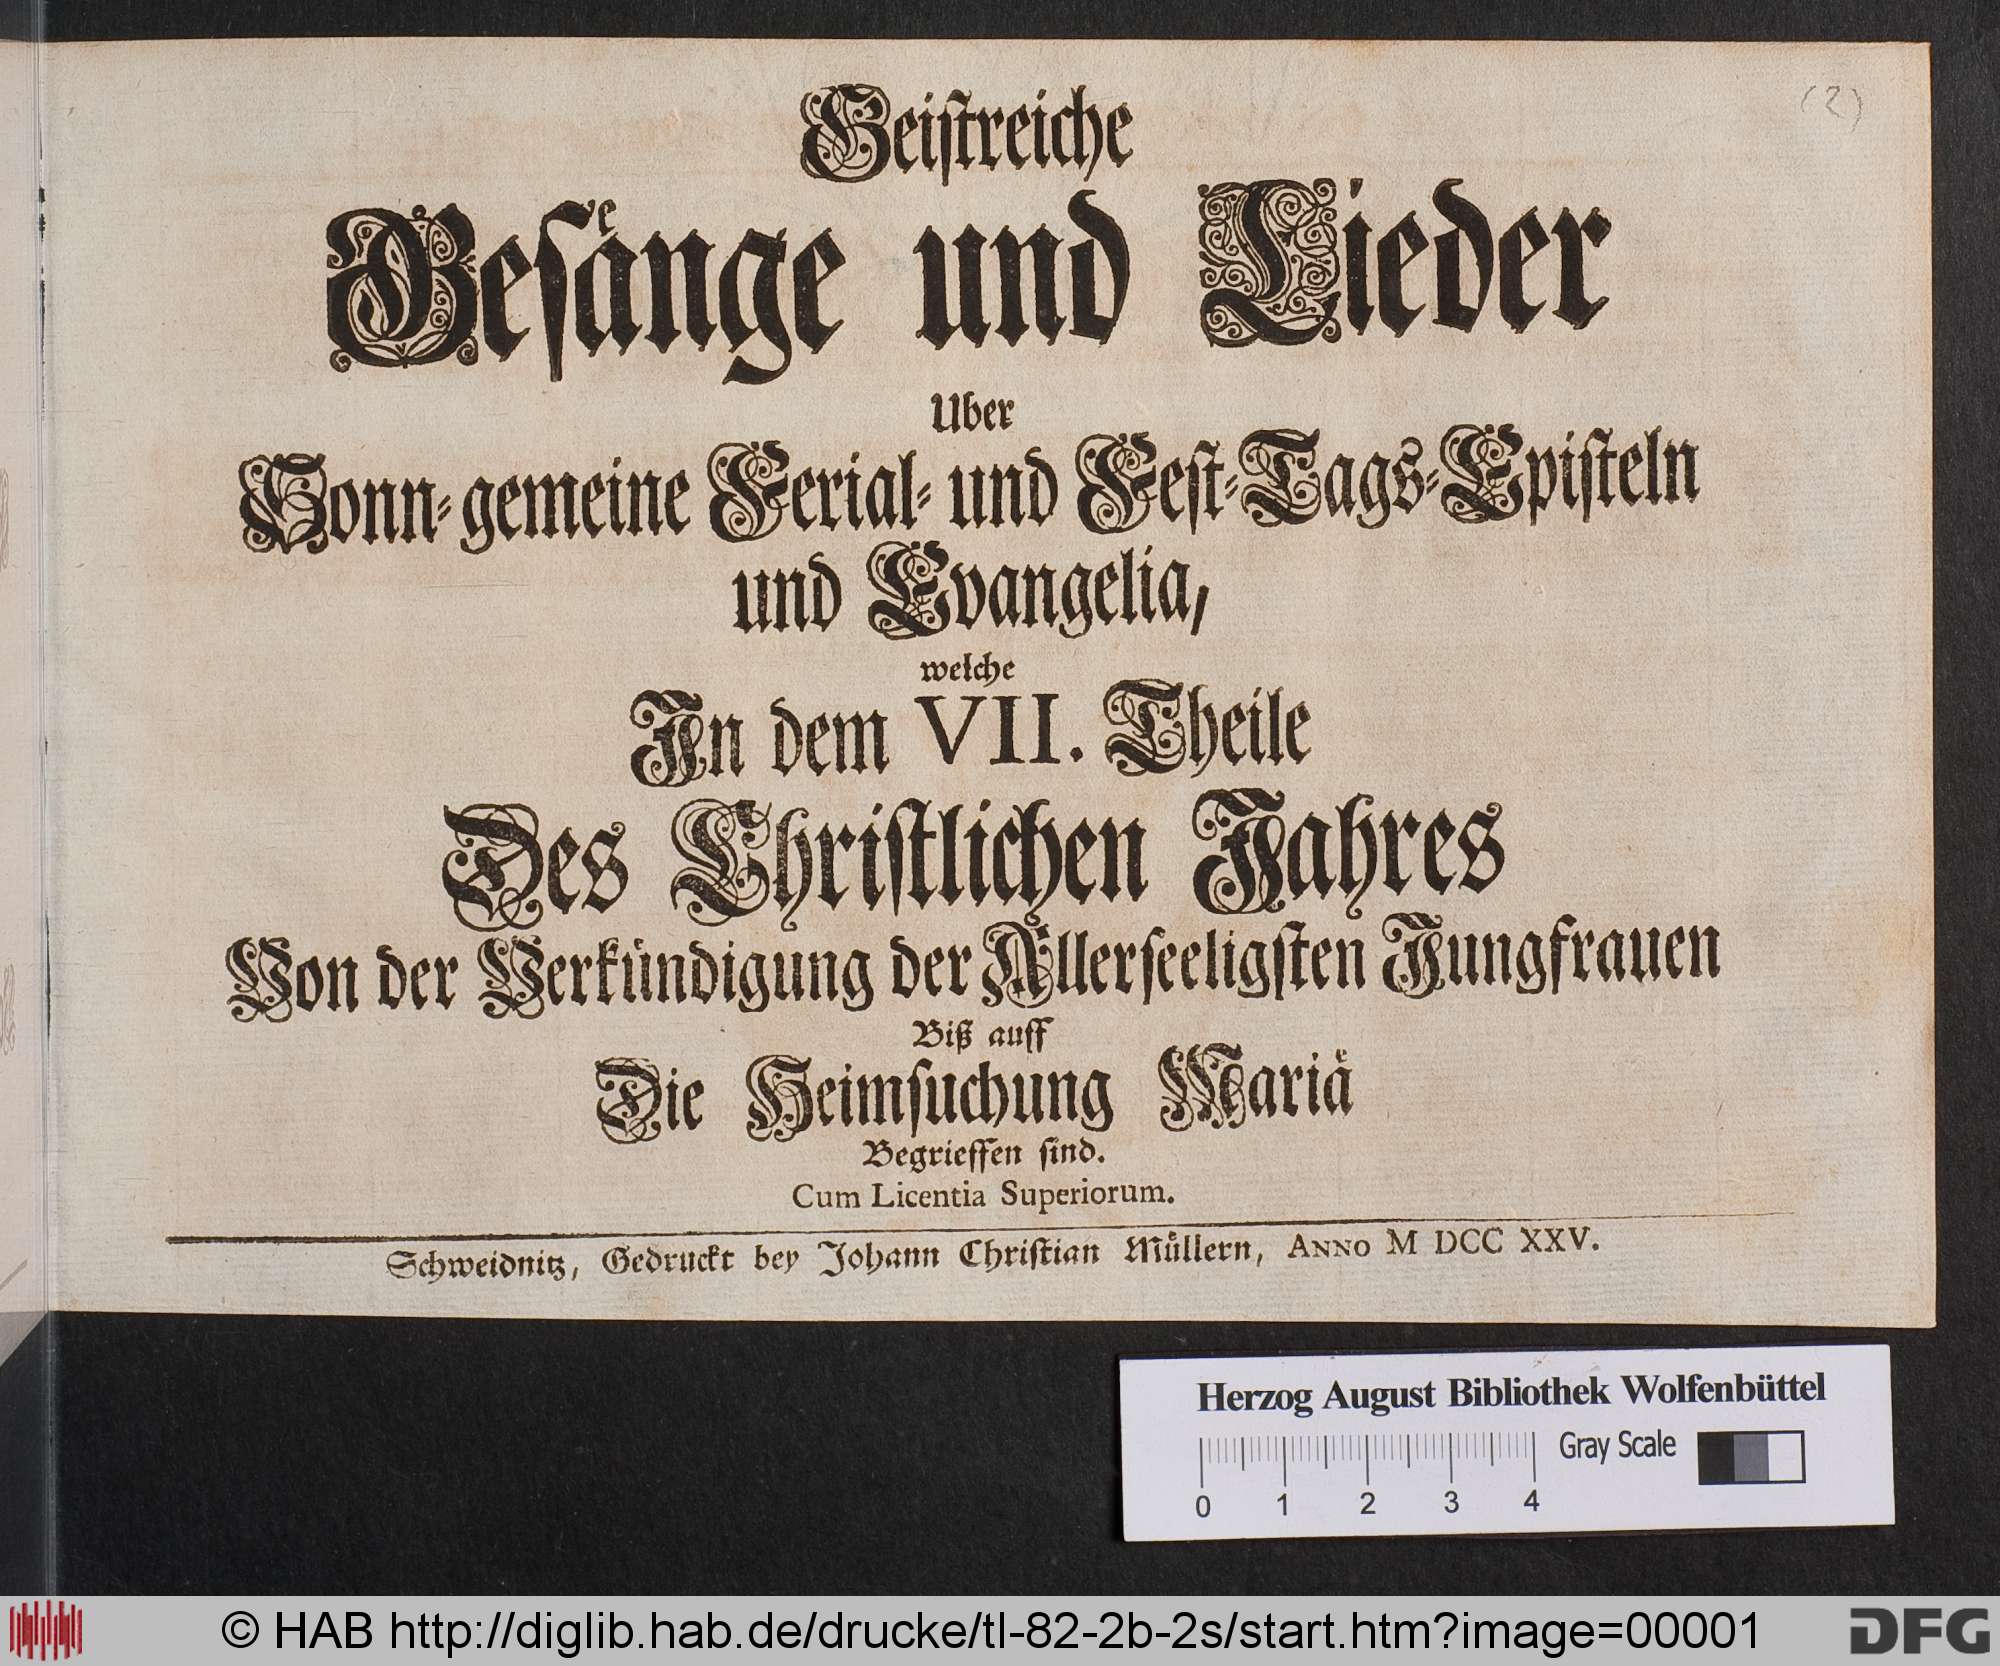 (2)
Geistreiche
Gesänge und Lieder
Uber
Sonn-gemeine Ferial- und Fest-Tags-Episteln
und Evangelia,
welche
In dem VII. Theile
Des Christlichen Jahres
Von der Verkündigung der Allerseeligsten Jungfrauen
Biß auff
Die Heimsuchung Mariä
Begrieffen sind.
Cum Licentia Superiorum.
Schweidnitz, Gedruckt bey Johann Christian Müllern, ANNO M DCC XXV.
Herzog August Bibliothek Wolfenbüttel
Gray Scale
0 1 2 3 4
© HAB http://diglib.hab.de/drucke/tl-82-2b-2s/start.htm?image=00001
DFG